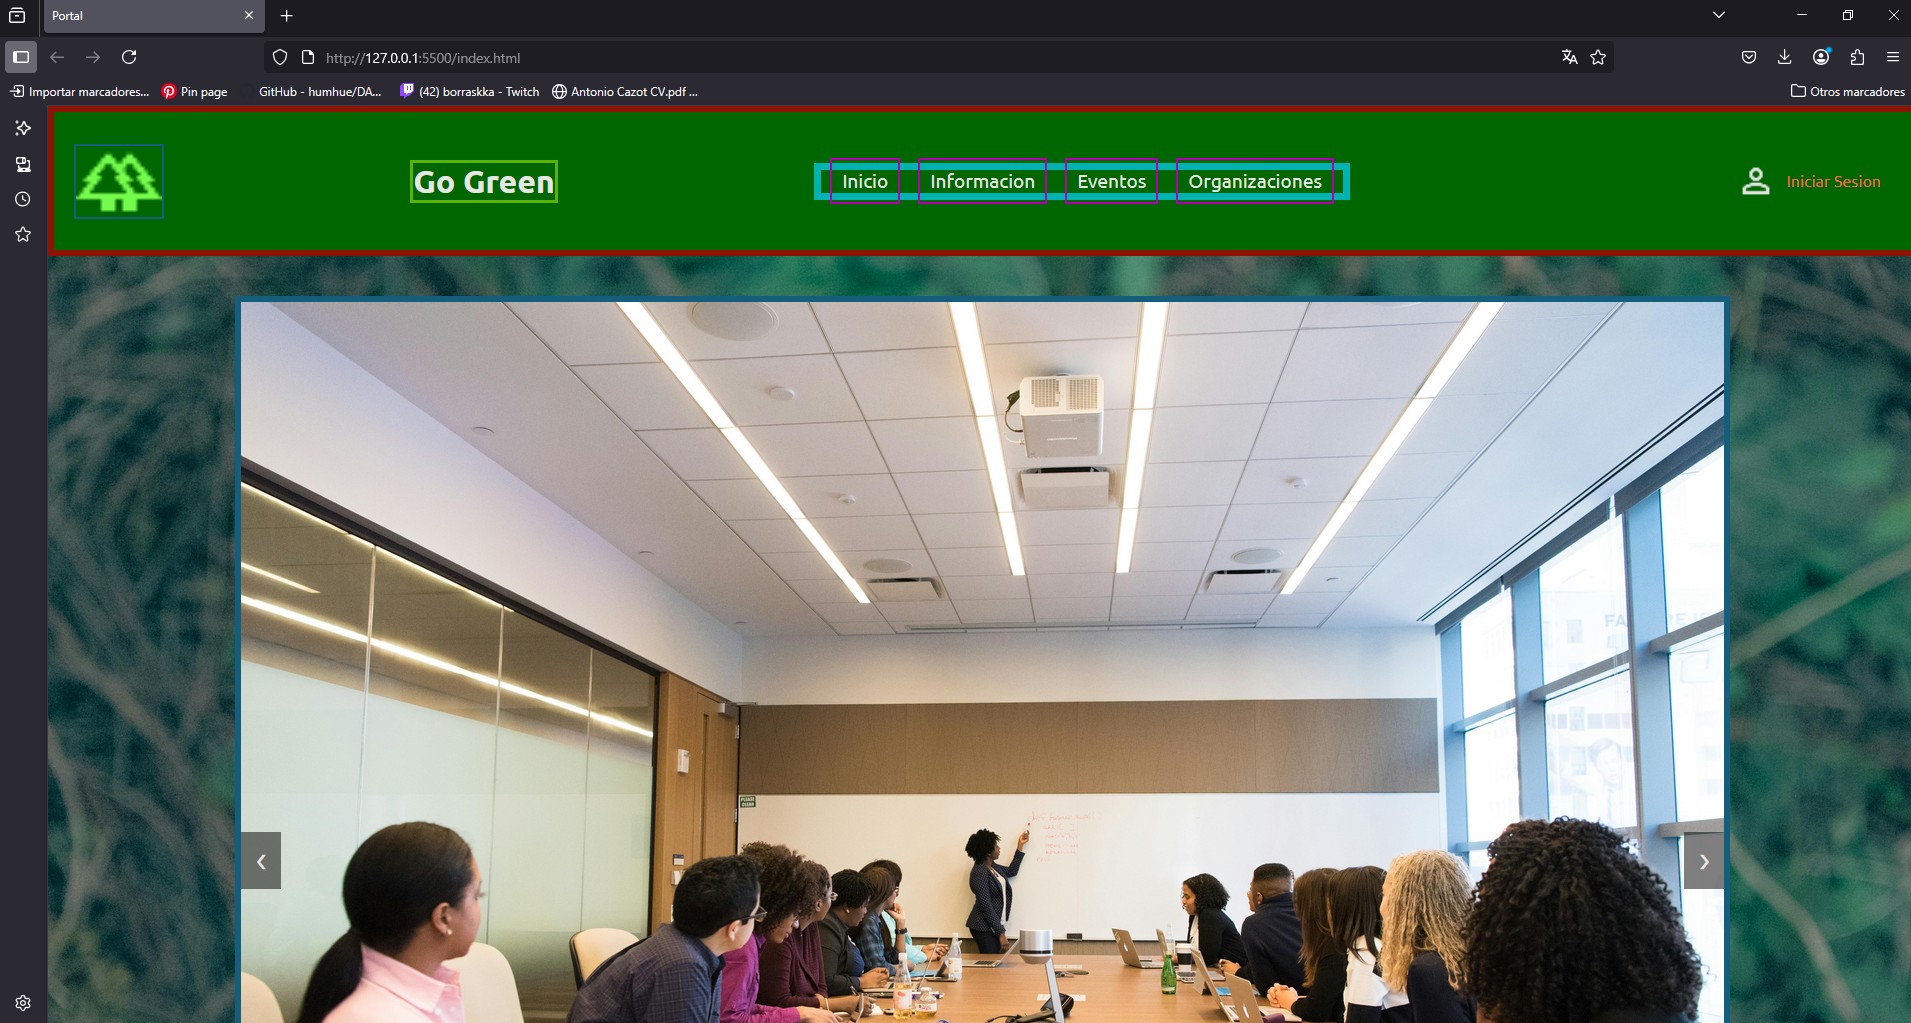 Portal
http://127.0.0.1:5500/index.html
Importar marcadores...
Pin page
GitHub - humhue/DA...
(42) borraskka - Twitch
Antonio Cazot CV.pdf ...
Otros marcadores
Go Green
Inicio
Informacion
Eventos
Organizaciones
Iniciar Sesion